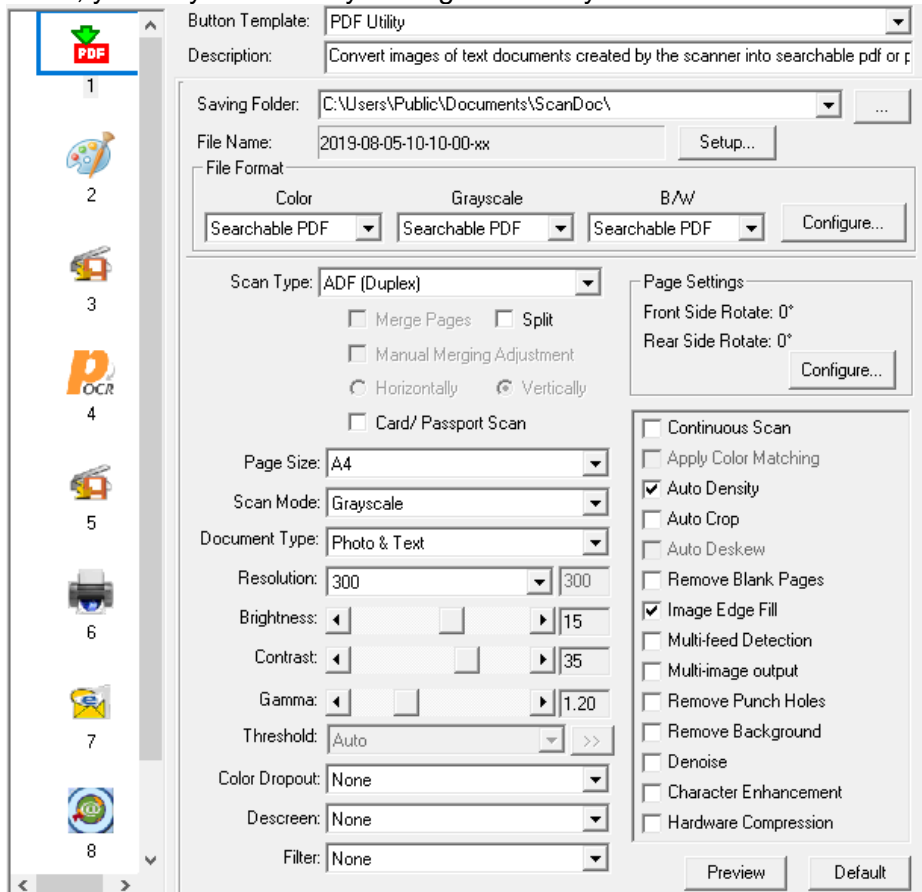 Button Template: PDF Utility
Description: Convert images of text documents created by the scanner into searchable pdf or
PDF
1
2
3
OCR
4
5
6
7
8
Saving Folder: C:\Users\Public\Documents\ScanDoc\ ...
File Name: 2019-08-05-10-10-00-xx Setup...
File Format
Color Grayscale B/W
Searchable PDF Searchable PDF Searchable PDF Configure...
Scan Type: ADF (Duplex)
Merge Pages Split
Manual Merging Adjustment
Horizontally Vertically
Card/ Passport Scan
Page Size: A4
Scan Mode: Grayscale
Document Type: Photo & Text
Resolution: 300 300
Brightness: 15
Contrast: 35
Gamma: 1.20
Threshold: Auto >>
Color Dropout: None
Descreen: None
Filter: None
Page Settings
Front Side Rotate: 0°
Rear Side Rotate: 0°
Configure...
Continuous Scan
Apply Color Matching
Auto Density
Auto Crop
Auto Deskew
Remove Blank Pages
Image Edge Fill
Multi-feed Detection
Multi-image output
Remove Punch Holes
Remove Background
Denoise
Character Enhancement
Hardware Compression
Preview Default